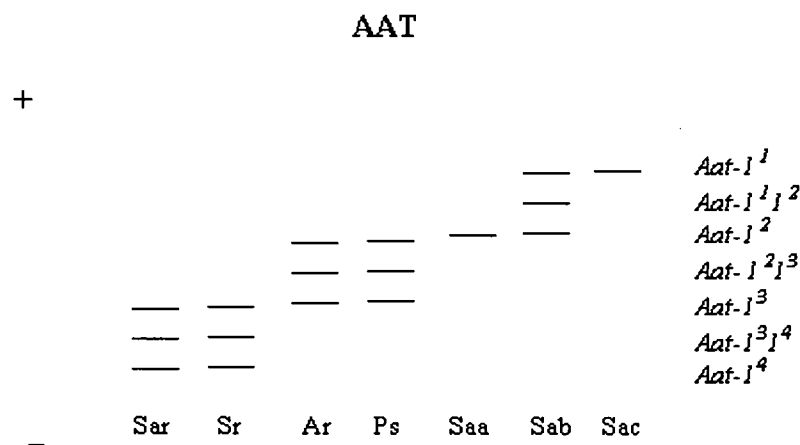 AAT
+
Aat-1¹
Aat-1¹1²
Aat-1²
Aat-1²1³
Aat-1³
Aat-1³1⁴
Aat-1⁴
Sar Sr Ar Ps Saa Sab Sac